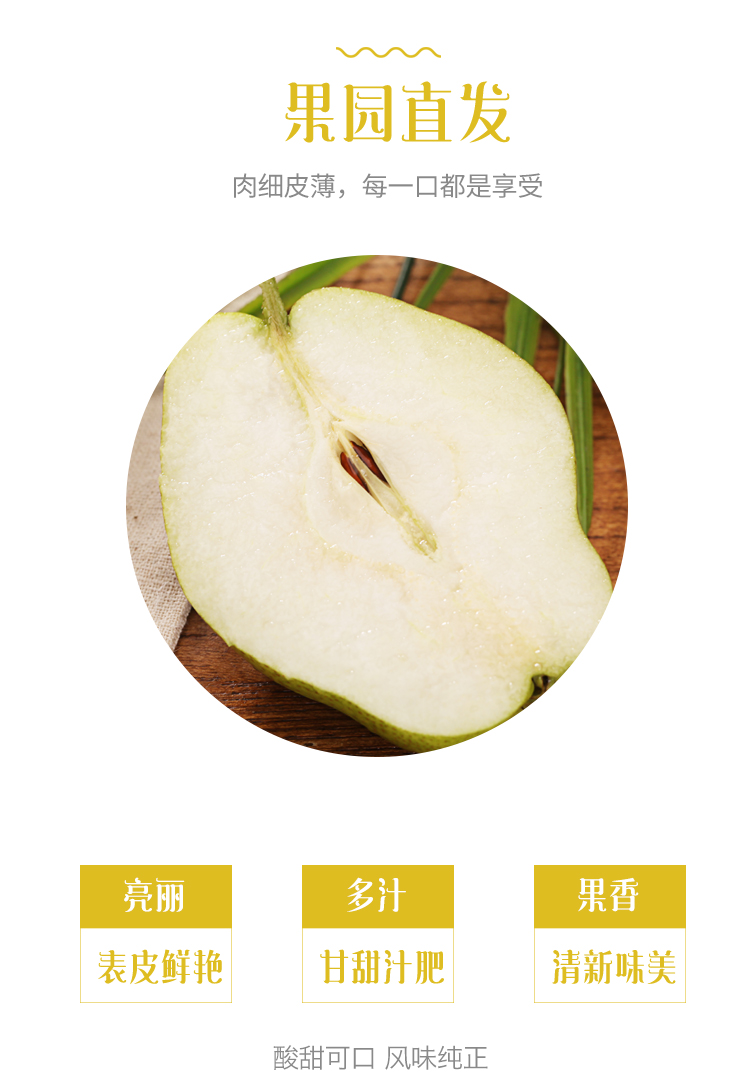 果园直发
肉细皮薄，每一口都是享受
亮丽
表皮鲜艳
多汁
甘甜汁肥
果香
清新味美
酸甜可口 风味纯正